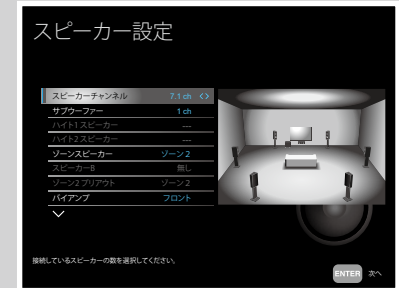 スピーカー設定
スピーカーチャンネル 7.1 ch <>
サブウーファー 1 ch
ハイト1 スピーカー ---
ハイト2 スピーカー ---
ゾーンスピーカー ゾーン 2
スピーカーB 無し
ゾーン2 プリアウト ゾーン 2
バイアンプ フロント
接続しているスピーカーの数を選択してください。
ENTER 次へ